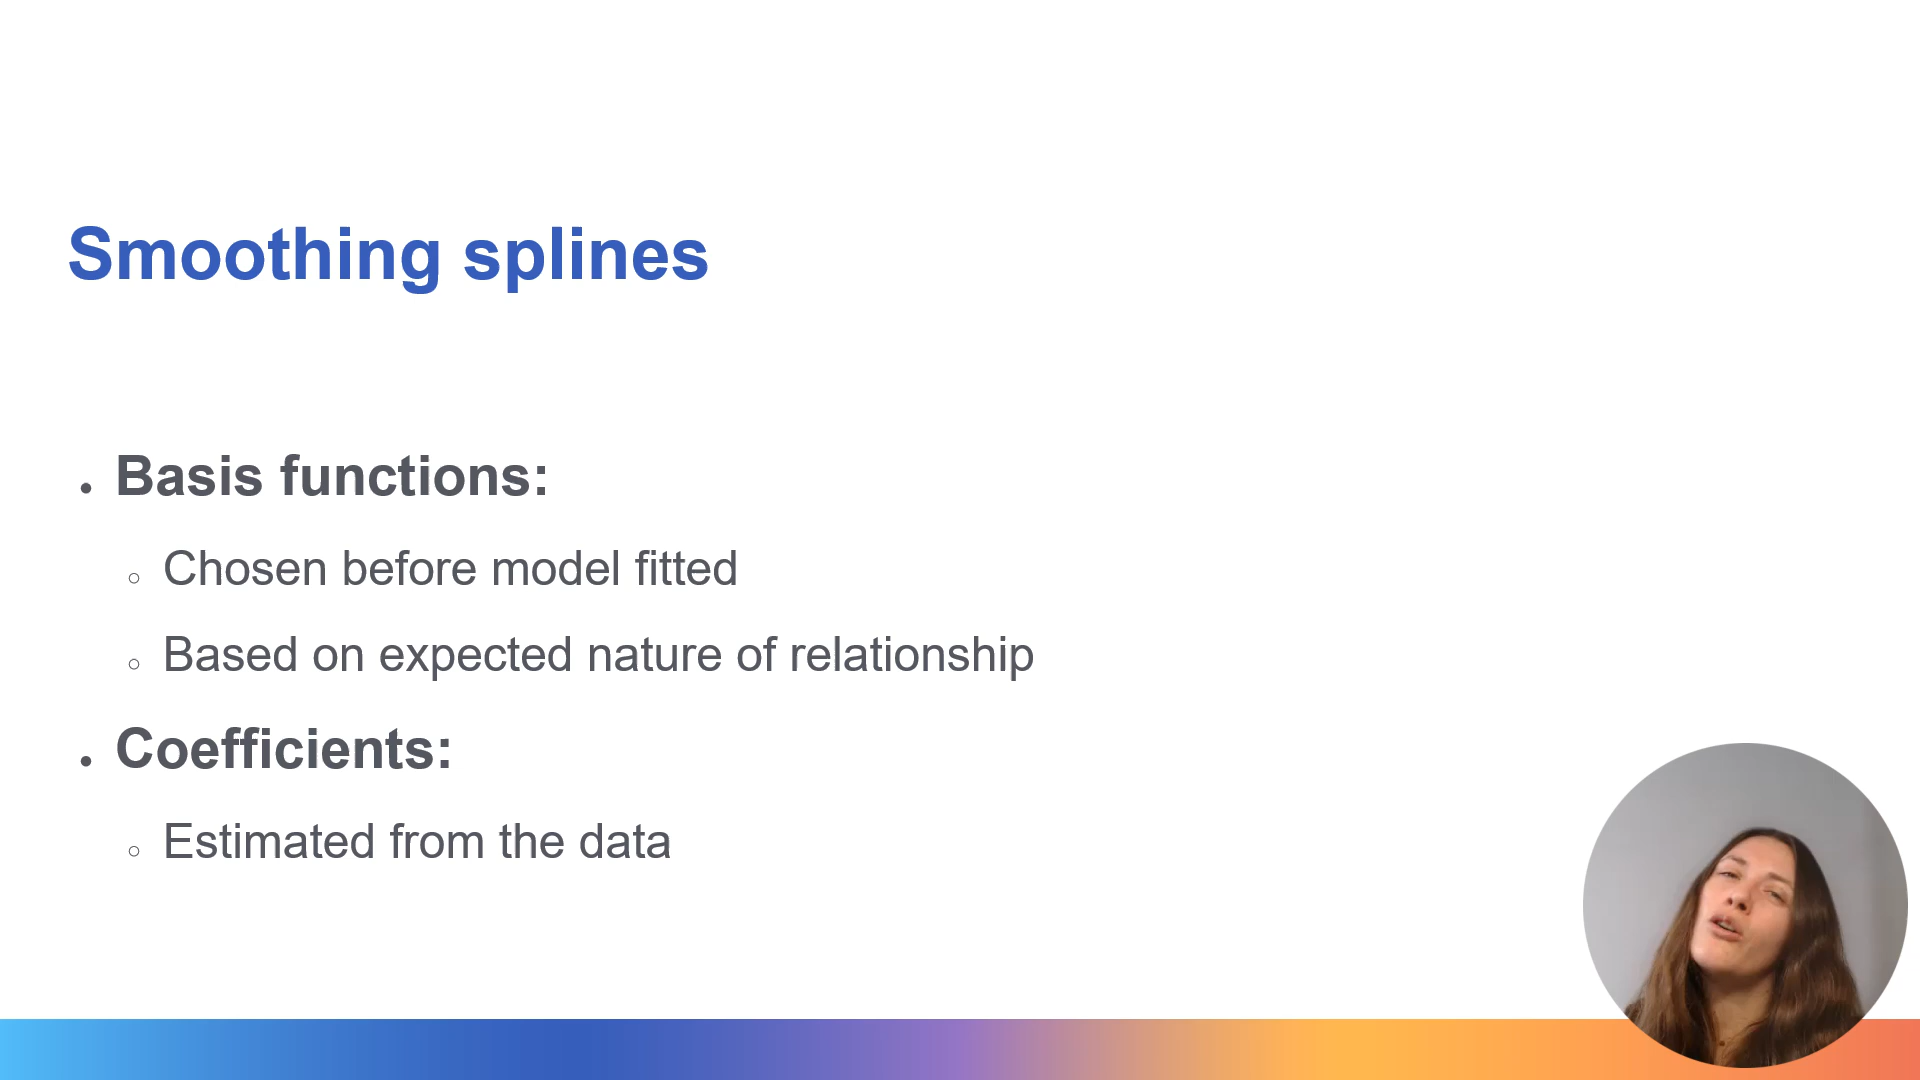 Smoothing splines
Basis functions:
Chosen before model fitted
Based on expected nature of relationship
Coefficients:
Estimated from the data